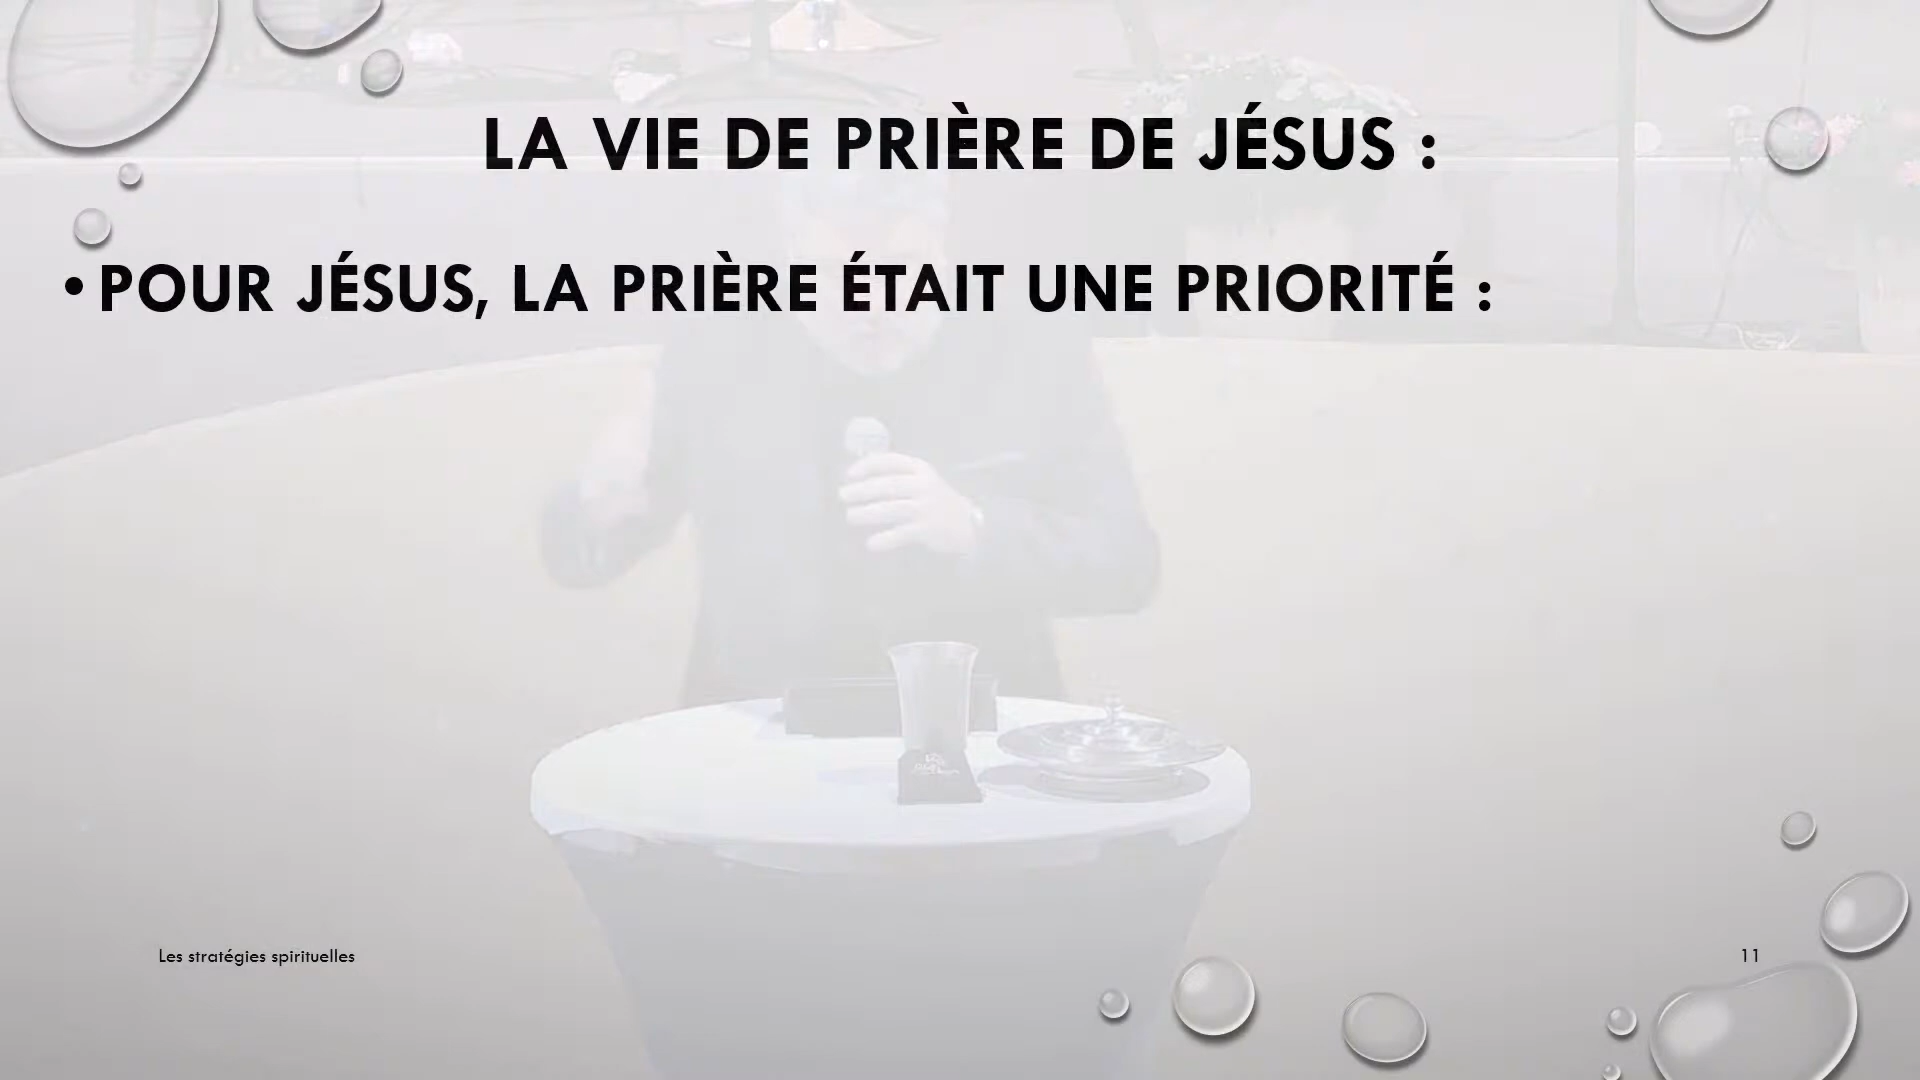 LA VIE DE PRIÈRE DE JÉSUS :
• POUR JÉSUS, LA PRIÈRE ÉTAIT UNE PRIORITÉ :
Les stratégies spirituelles
11